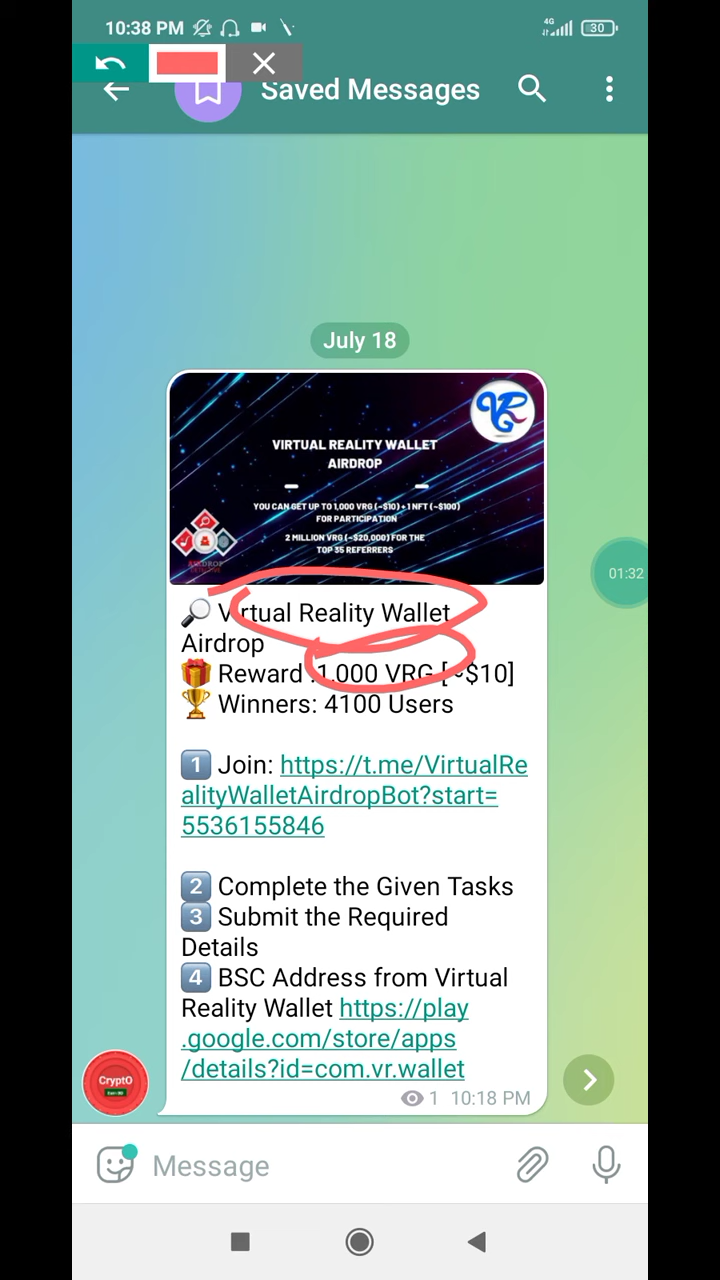 10:38 PM
4G
30
Saved Messages
July 18
VRG
VIRTUAL REALITY WALLET
AIRDROP
YOU CAN GET UP TO 1,000 VRG (~$10) + 1 NFT (~$100)
FOR PARTICIPATION
2 MILLION VRG (~$20,000) FOR THE
TOP 35 REFERRERS
01:32
🔎 Virtual Reality Wallet
Airdrop
🎁 Reward :1,000 VRG [~$10]
🏆 Winners: 4100 Users
1️⃣ Join: https://t.me/VirtualRe
alityWalletAirdropBot?start=
5536155846
2️⃣ Complete the Given Tasks
3️⃣ Submit the Required
Details
4️⃣ BSC Address from Virtual
Reality Wallet https://play
.google.com/store/apps
/details?id=com.vr.wallet
1 10:18 PM
CryptO
Message